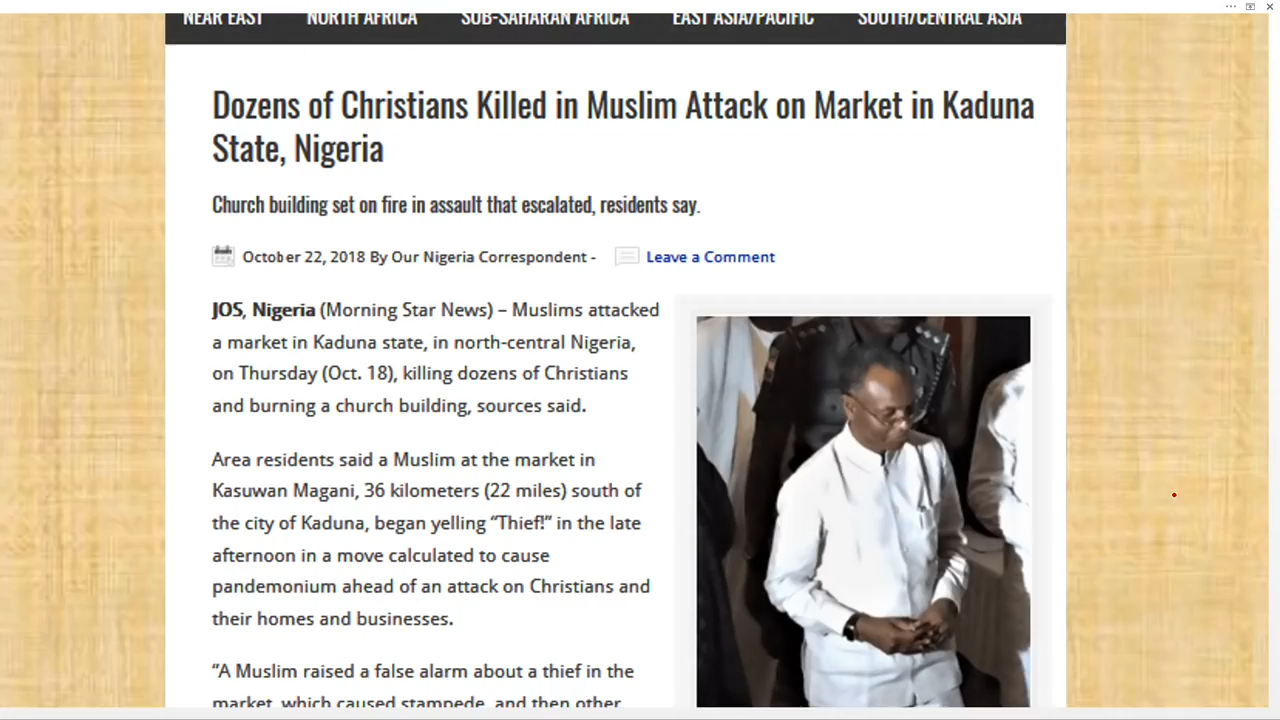 NEAR EAST NORTH AFRICA SUB-SAHARAN AFRICA EAST ASIA/PACIFIC SOUTH/CENTRAL ASIA
Dozens of Christians Killed in Muslim Attack on Market in Kaduna
State, Nigeria
Church building set on fire in assault that escalated, residents say.
October 22, 2018 By Our Nigeria Correspondent - Leave a Comment
JOS, Nigeria (Morning Star News) – Muslims attacked
a market in Kaduna state, in north-central Nigeria,
on Thursday (Oct. 18), killing dozens of Christians
and burning a church building, sources said.
Area residents said a Muslim at the market in
Kasuwan Magani, 36 kilometers (22 miles) south of
the city of Kaduna, began yelling “Thief!” in the late
afternoon in a move calculated to cause
pandemonium ahead of an attack on Christians and
their homes and businesses.
“A Muslim raised a false alarm about a thief in the
market, which caused stampede, and then other